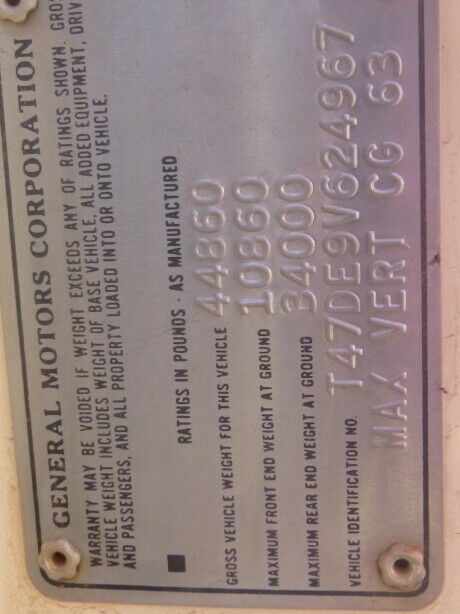 GENERAL MOTORS CORPORATION
WARRANTY MAY BE VOIDED IF WEIGHT EXCEEDS ANY OF RATINGS SHOWN.
VEHICLE WEIGHT INCLUDES WEIGHT OF BASE VEHICLE, ALL ADDED EQUIPMENT,
AND PASSENGERS, AND ALL PROPERTY LOADED INTO OR ONTO VEHICLE.
RATINGS IN POUNDS - AS MANUFACTURED
GROSS VEHICLE WEIGHT FOR THIS VEHICLE 44860
MAXIMUM FRONT END WEIGHT AT GROUND 10860
MAXIMUM REAR END WEIGHT AT GROUND 34000
VEHICLE IDENTIFICATION NO. T47DE9V624967
MAX VERT CG 63